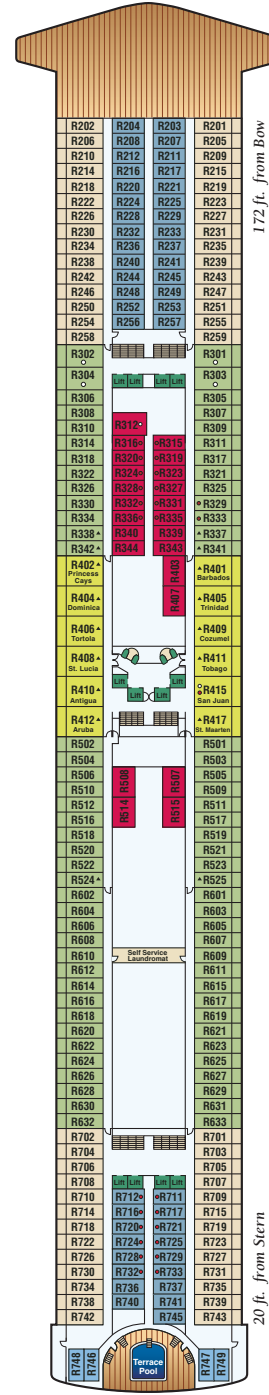 R202 R204 R203 R201
R206 R208 R207 R205
R210 R212 R211 R209
R214 R216 R217 R215
R218 R220 R221 R219
R222 R224 R225 R223
R226 R228 R229 R227
R230 R232 R233 R231
R234 R236 R237 R235
R238 R240 R241 R239
R242 R244 R245 R243
R246 R248 R249 R247
R250 R252 R253 R251
R254 R256 R257 R255
R258 R259
172 ft. from Bow
R302 R301
R304 Lift Lift Lift R303
R306 R305
R308 R307
R310 R312 R309
R314 R316 R315 R311
R318 R320 R319 R317
R322 R324 R323 R321
R326 R328 R327 R325
R330 R332 R331 R329
R334 R336 R335 R333
R338 R340 R339 R337
R342 R344 R343 R341
R402 Princess Cays R403 R401 Barbados
R404 Dominica R407 R405 Trinidad
R406 Tortola R409 Cozumel
R408 St. Lucia R411 Tobago
Lift Lift
R410 Antigua Lift Lift R415 San Juan
R412 Aruba R417 St. Maarten
R502 R501
R504 R503
R506 R508 R507 R505
R510 R509
R512 R514 R515 R511
R516 R517
R518 R519
R520 R521
R522 R523
R524 R525
R602 R601
R604 R603
R606 R605
R608 R607
R610 Self Service Laundromat R609
R612 R611
R614 R615
R616 R617
R618 R619
R620 R621
R622 R623
R624 R625
R626 R627
R628 R629
R630 R631
R632 R633
R702 R701
R704 R703
R706 R705
R708 Lift Lift Lift Lift R707
R710 R712 R711 R709
R714 R716 R717 R715
R718 R720 R721 R719
R722 R724 R725 R723
R726 R728 R729 R727
R730 R732 R733 R731
R734 R736 R737 R735
R738 R740 R741 R739
R742 R745 R743
20 ft. from Stern
R748 R746 Terrace Pool R747 R749